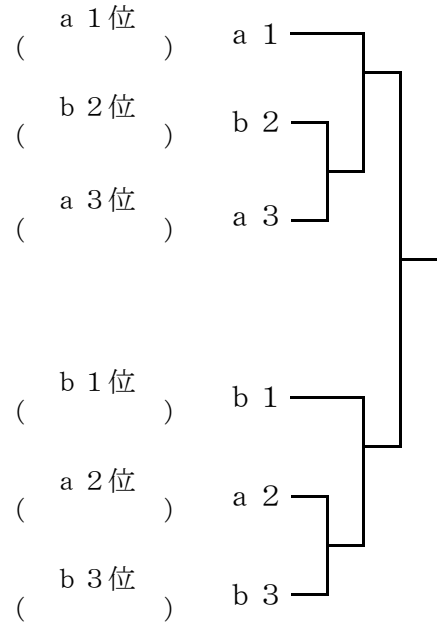 a 1位
(　　　　　) a 1
b 2位
(　　　　　) b 2
a 3位
(　　　　　) a 3
b 1位
(　　　　　) b 1
a 2位
(　　　　　) a 2
b 3位
(　　　　　) b 3